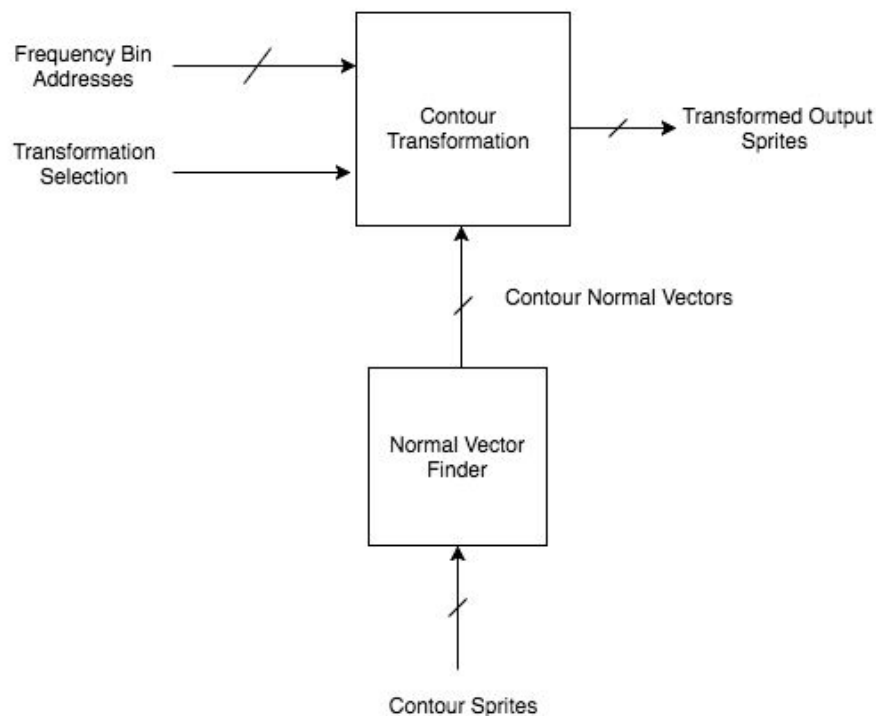 Frequency Bin
Addresses
Transformation
Selection
Contour
Transformation
Transformed Output
Sprites
Contour Normal Vectors
Normal Vector
Finder
Contour Sprites